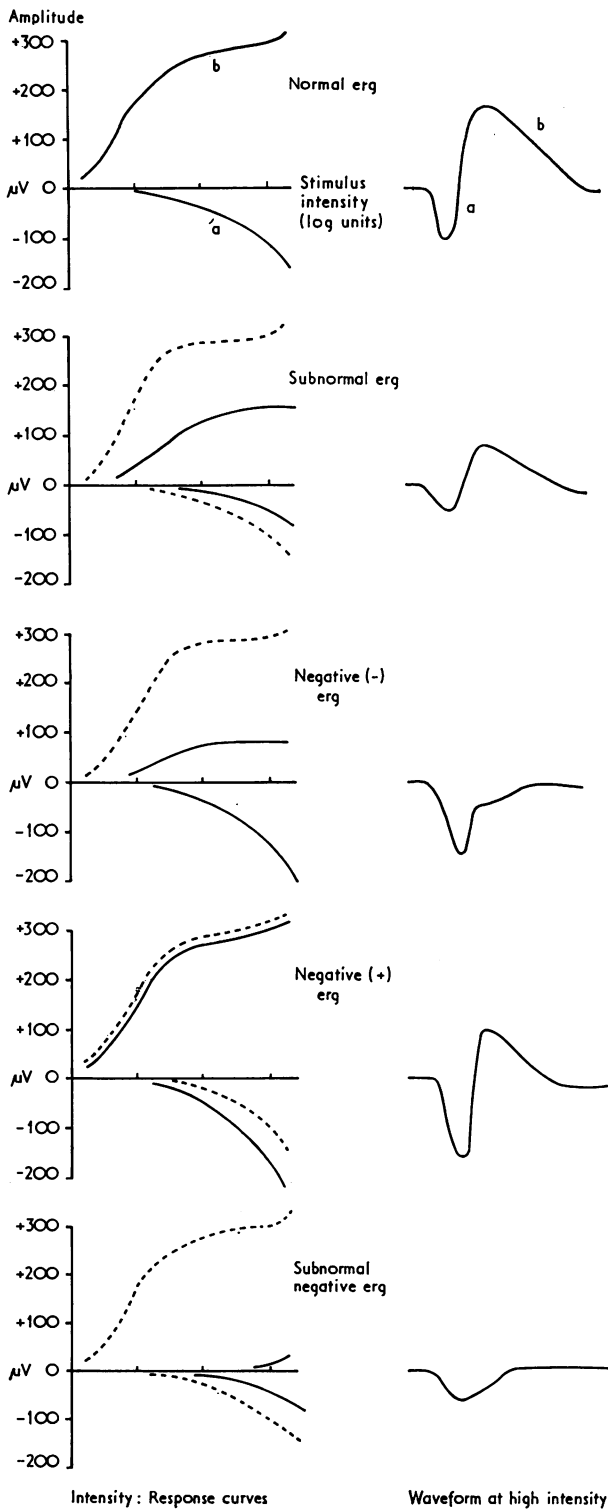 Amplitude
+300
+200
+100
µV 0
-100
-200
b
a
Normal erg
Stimulus
intensity
(log units)
b
a
+300
+200
+100
µV 0
-100
-200
Subnormal erg
+300
+200
+100
µV 0
-100
-200
Negative (-)
erg
+300
+200
+100
µV 0
-100
-200
Negative (+)
erg
+300
+200
+100
µV 0
-100
-200
Subnormal
negative erg
Intensity : Response curves
Waveform at high intensity